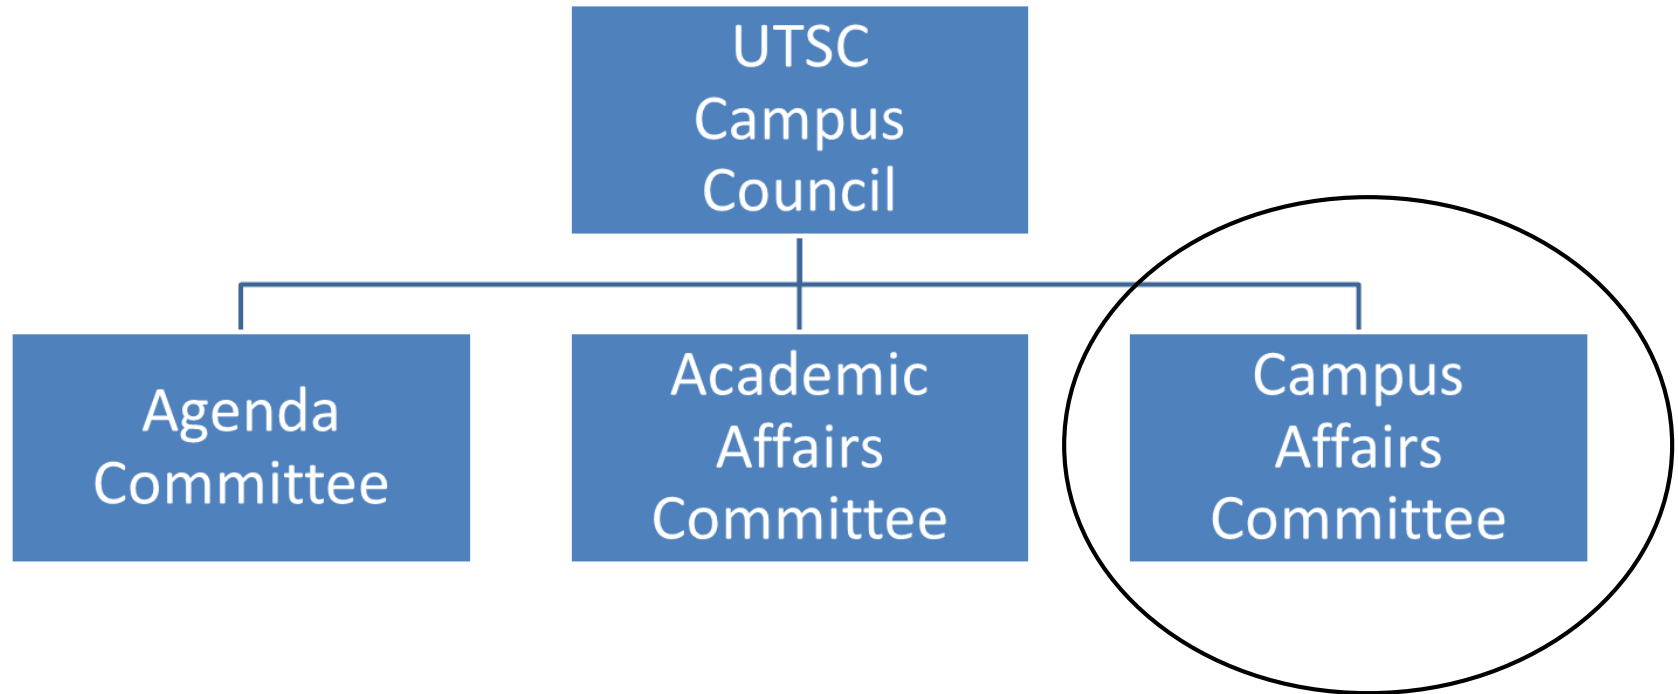 UTSC
Campus
Council
Agenda
Committee
Academic
Affairs
Committee
Campus
Affairs
Committee